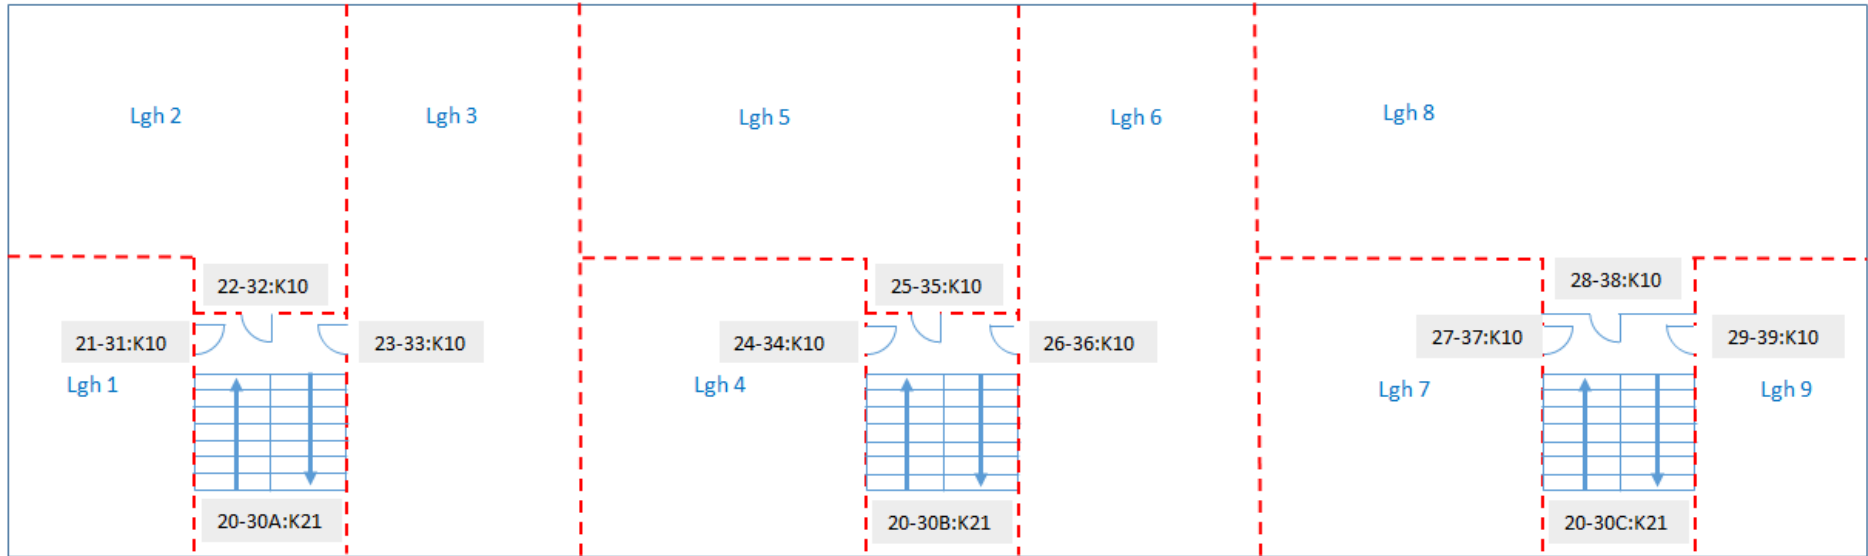 Lgh 2
Lgh 3
Lgh 5
Lgh 6
Lgh 8
22-32:K10
25-35:K10
28-38:K10
21-31:K10
23-33:K10
24-34:K10
26-36:K10
27-37:K10
29-39:K10
Lgh 1
Lgh 4
Lgh 7
Lgh 9
20-30A:K21
20-30B:K21
20-30C:K21